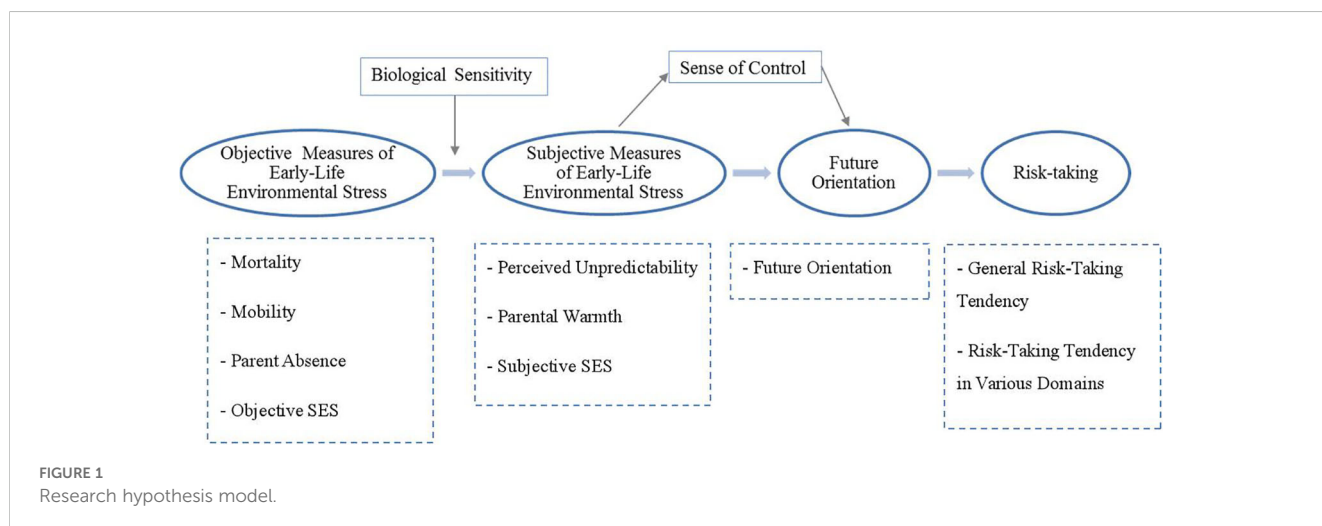 Biological Sensitivity
Sense of Control
Objective Measures of
Early-Life
Environmental Stress
Subjective Measures
of Early-Life
Environmental Stress
Future
Orientation
Risk-taking
- Mortality
- Mobility
- Parent Absence
- Objective SES
- Perceived Unpredictability
- Parental Warmth
- Subjective SES
- Future Orientation
- General Risk-Taking
Tendency
- Risk-Taking Tendency
in Various Domains
FIGURE 1
Research hypothesis model.